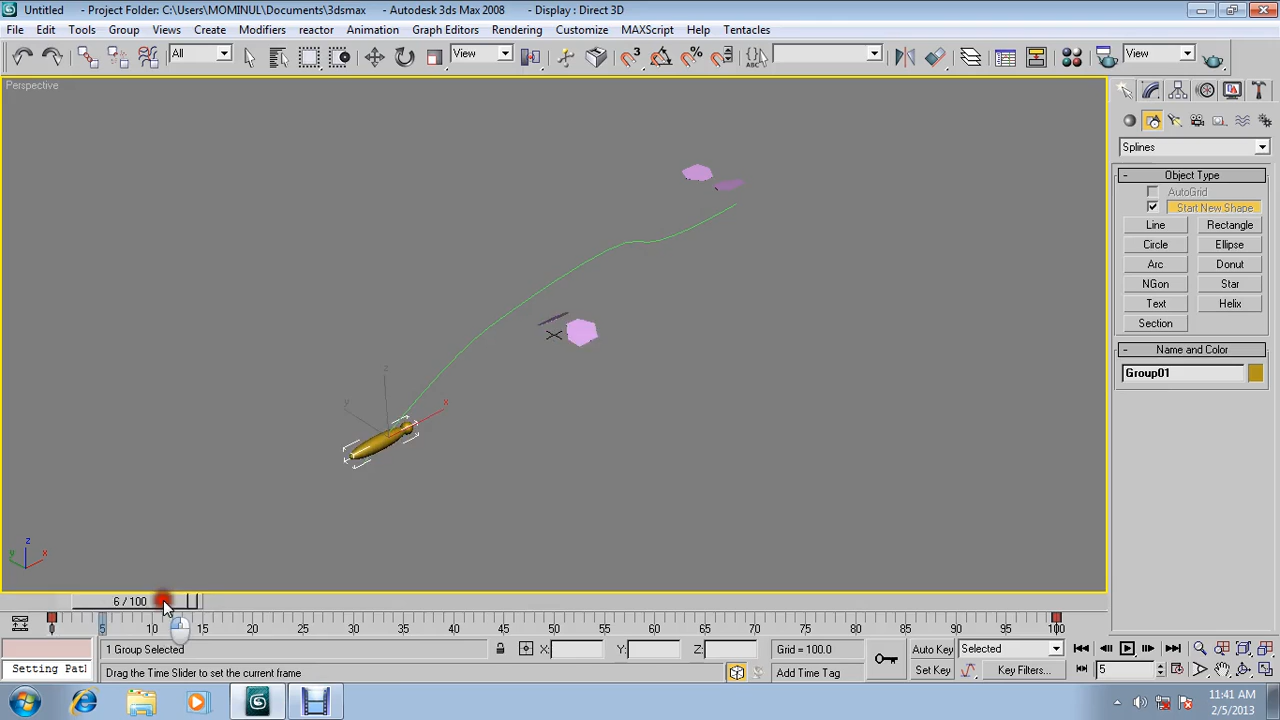 Untitled - Project Folder: C:\Users\MOMINUL\Documents\3dsmax - Autodesk 3ds Max 2008 - Display : Direct 3D
File Edit Tools Group Views Create Modifiers reactor Animation Graph Editors Rendering Customize MAXScript Help Tentacles
All View View
Perspective
Splines
- Object Type
AutoGrid
Start New Shape
Line Rectangle
Circle Ellipse
Arc Donut
NGon Star
Text Helix
Section
- Name and Color
Group01
x
y
z
x
y
6 / 100
5 10 15 20 25 30 35 40 45 50 55 60 65 70 75 80 85 90 95 100
1 Group Selected X: Y: Z: Grid = 100.0 Auto Key Selected
Setting Patl Drag the Time Slider to set the current frame Add Time Tag Set Key Key Filters... 5
11:41 AM
2/5/2013